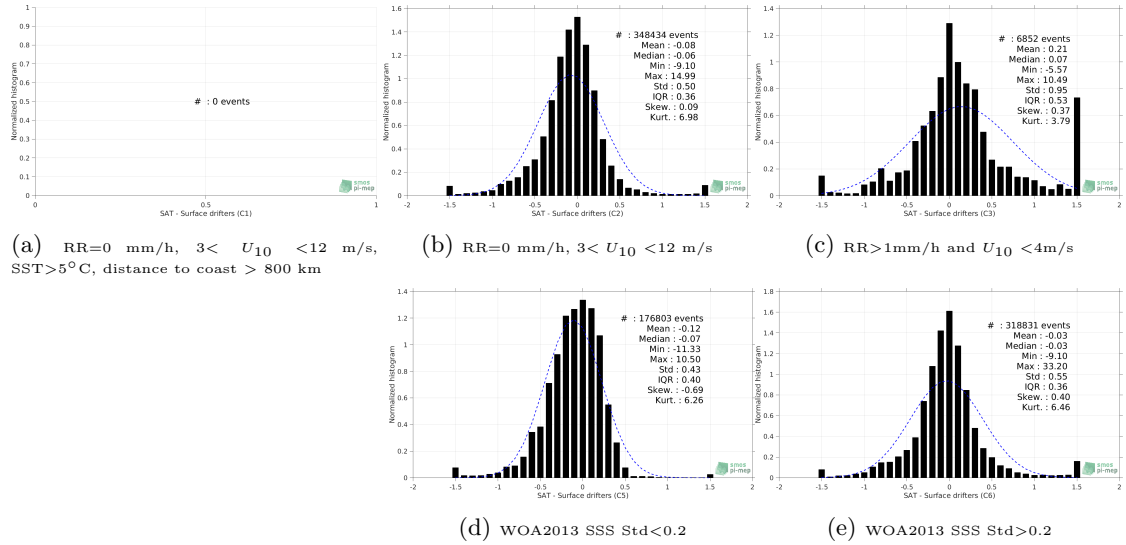 1
0.9
0.8
0.7
0.6
0.5
0.4
0.3
0.2
0.1
0
Normalized histogram
# : 0 events
smos
pi-mep
0 0.5 1
SAT - Surface drifters (C1)
(a) RR=0 mm/h, 3< U10 <12 m/s,
SST>5°C, distance to coast > 800 km
1.6
1.4
1.2
1
0.8
0.6
0.4
0.2
0
Normalized histogram
# : 348434 events
Mean : -0.08
Median : -0.06
Min : -9.10
Max : 14.99
Std : 0.50
IQR : 0.36
Skew. : 0.09
Kurt. : 6.98
smos
pi-mep
-2 -1.5 -1 -0.5 0 0.5 1 1.5 2
SAT - Surface drifters (C2)
(b) RR=0 mm/h, 3< U10 <12 m/s
1.4
1.2
1
0.8
0.6
0.4
0.2
0
Normalized histogram
# : 6852 events
Mean : 0.21
Median : 0.07
Min : -5.57
Max : 10.49
Std : 0.95
IQR : 0.53
Skew. : 0.37
Kurt. : 3.79
smos
pi-mep
-2 -1.5 -1 -0.5 0 0.5 1 1.5 2
SAT - Surface drifters (C3)
(c) RR>1mm/h and U10 <4m/s
1.4
1.2
1
0.8
0.6
0.4
0.2
0
Normalized histogram
# : 176803 events
Mean : -0.12
Median : -0.07
Min : -11.33
Max : 10.50
Std : 0.43
IQR : 0.40
Skew. : -0.69
Kurt. : 6.26
smos
pi-mep
-2 -1.5 -1 -0.5 0 0.5 1 1.5 2
SAT - Surface drifters (C5)
(d) WOA2013 SSS Std<0.2
1.8
1.6
1.4
1.2
1
0.8
0.6
0.4
0.2
0
Normalized histogram
# : 318831 events
Mean : -0.03
Median : -0.03
Min : -9.10
Max : 33.20
Std : 0.55
IQR : 0.36
Skew. : 0.40
Kurt. : 6.46
smos
pi-mep
-2 -1.5 -1 -0.5 0 0.5 1 1.5 2
SAT - Surface drifters (C6)
(e) WOA2013 SSS Std>0.2